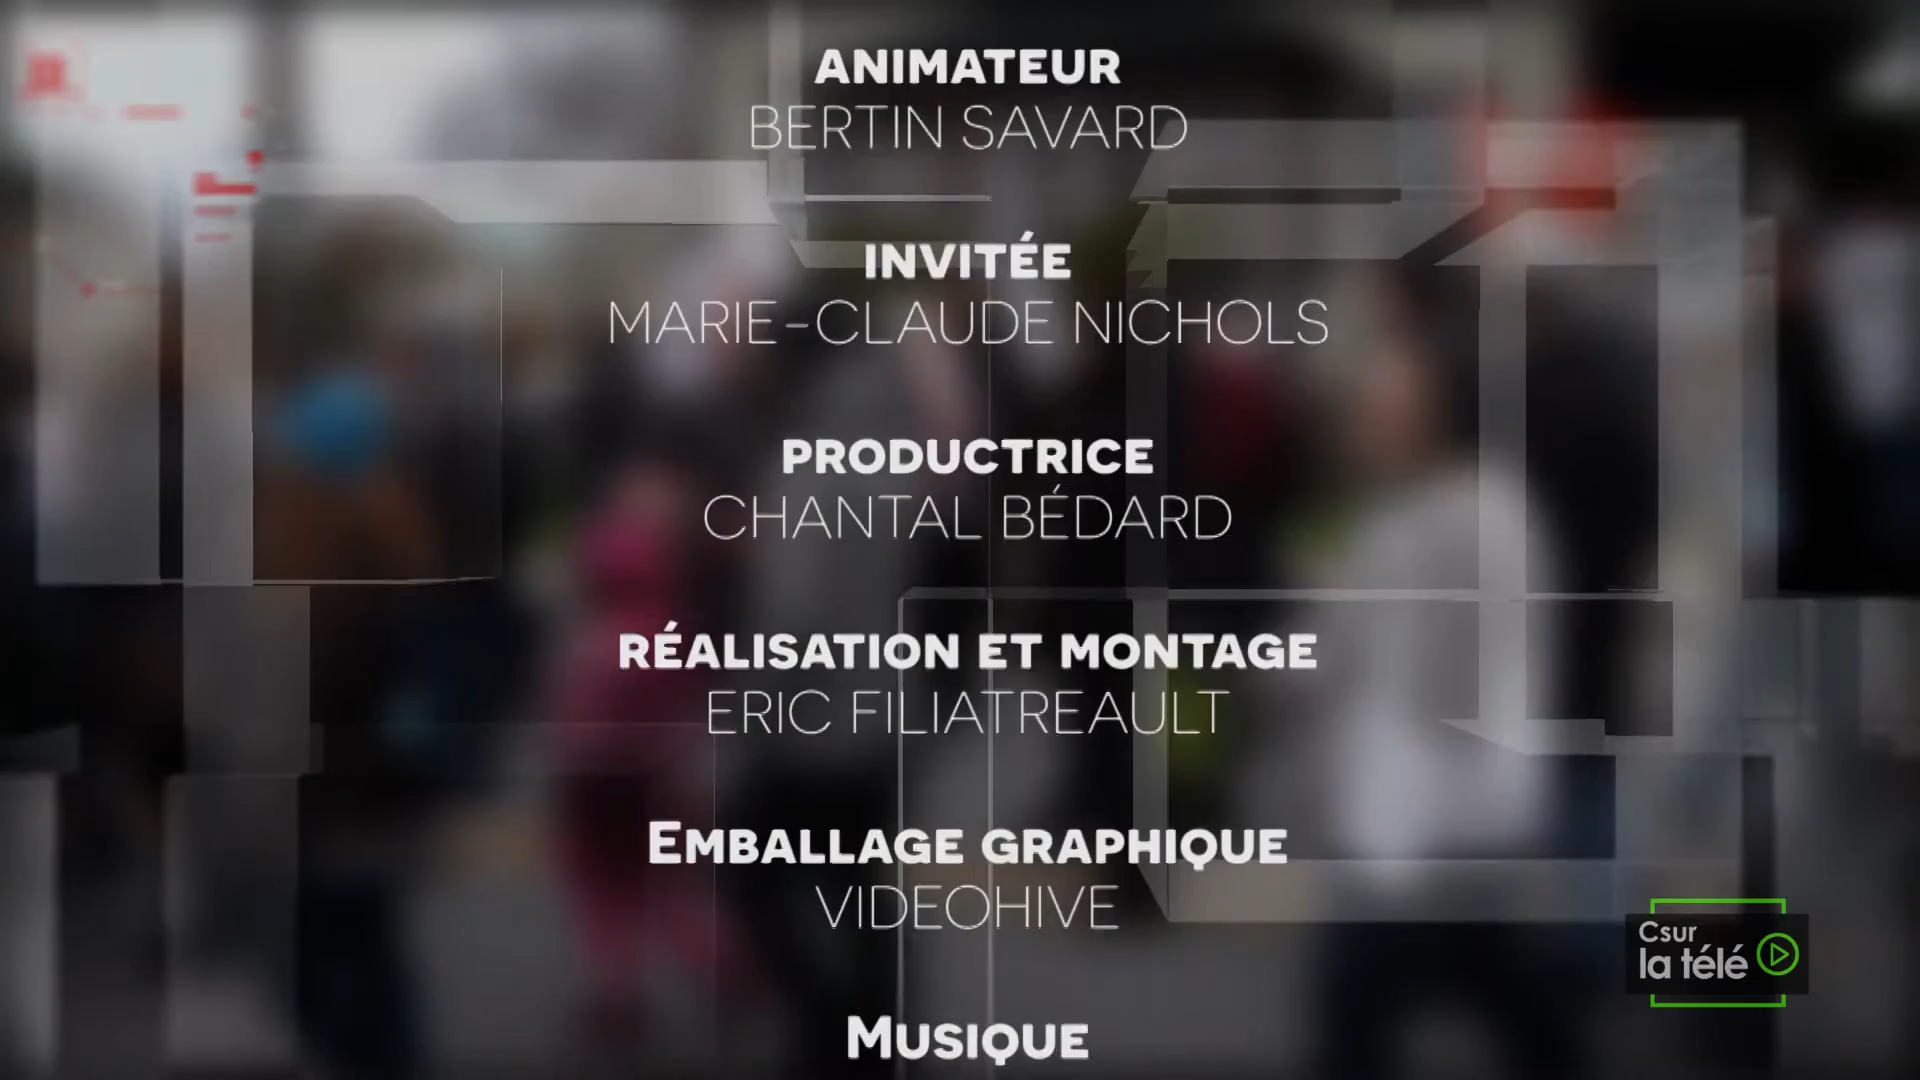 ANIMATEUR
BERTIN SAVARD
INVITÉE
MARIE-CLAUDE NICHOLS
PRODUCTRICE
CHANTAL BÉDARD
RÉALISATION ET MONTAGE
ERIC FILIATREAULT
EMBALLAGE GRAPHIQUE
VIDEOHIVE
MUSIQUE
Csur
la télé